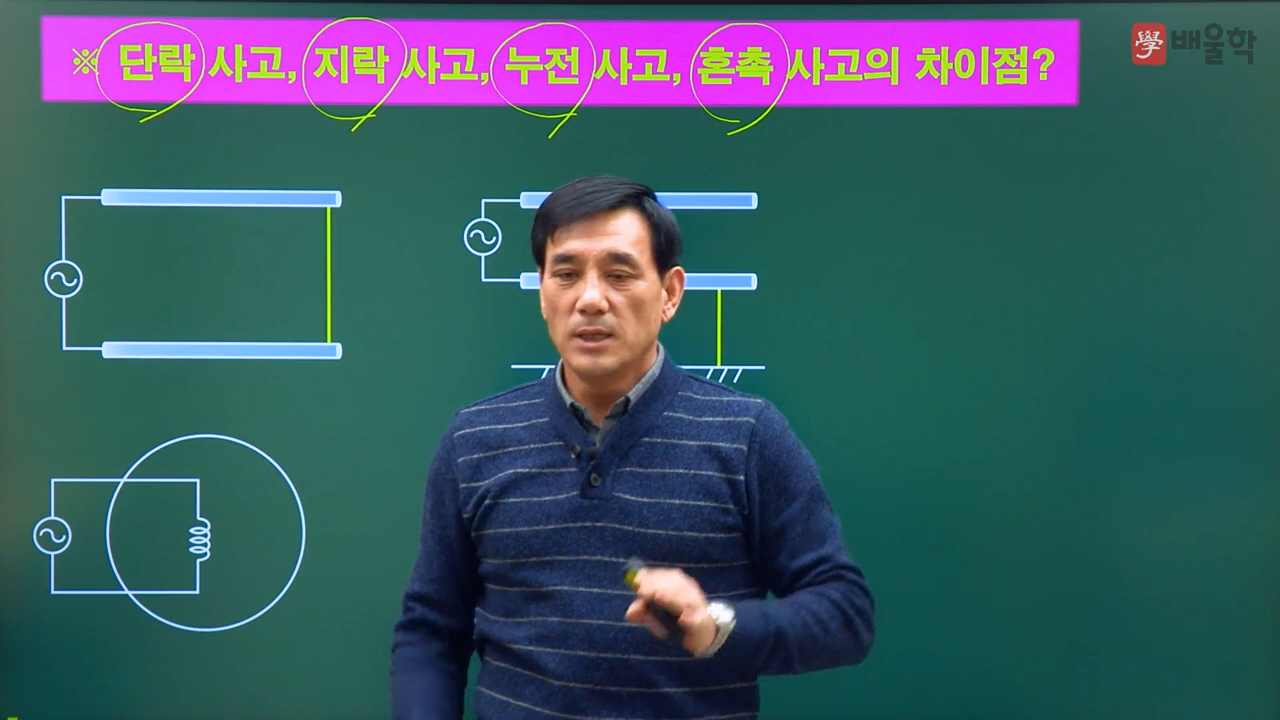 ※ 단락 사고, 지락 사고, 누전 사고, 혼촉 사고의 차이점?
學 배울학